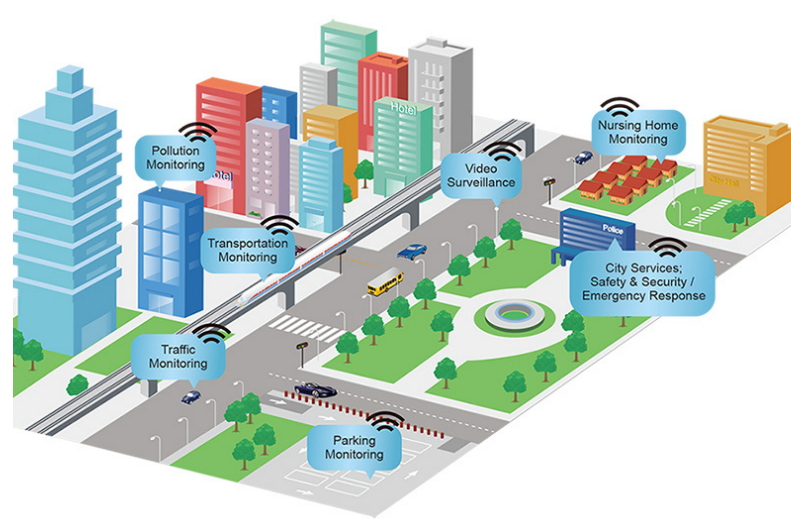 Pollution
Monitoring
Hotel
Nursing Home
Monitoring
Video
Surveillance
Transportation
Monitoring
Police
City Services;
Safety & Security /
Emergency Response
Traffic
Monitoring
Parking
Monitoring